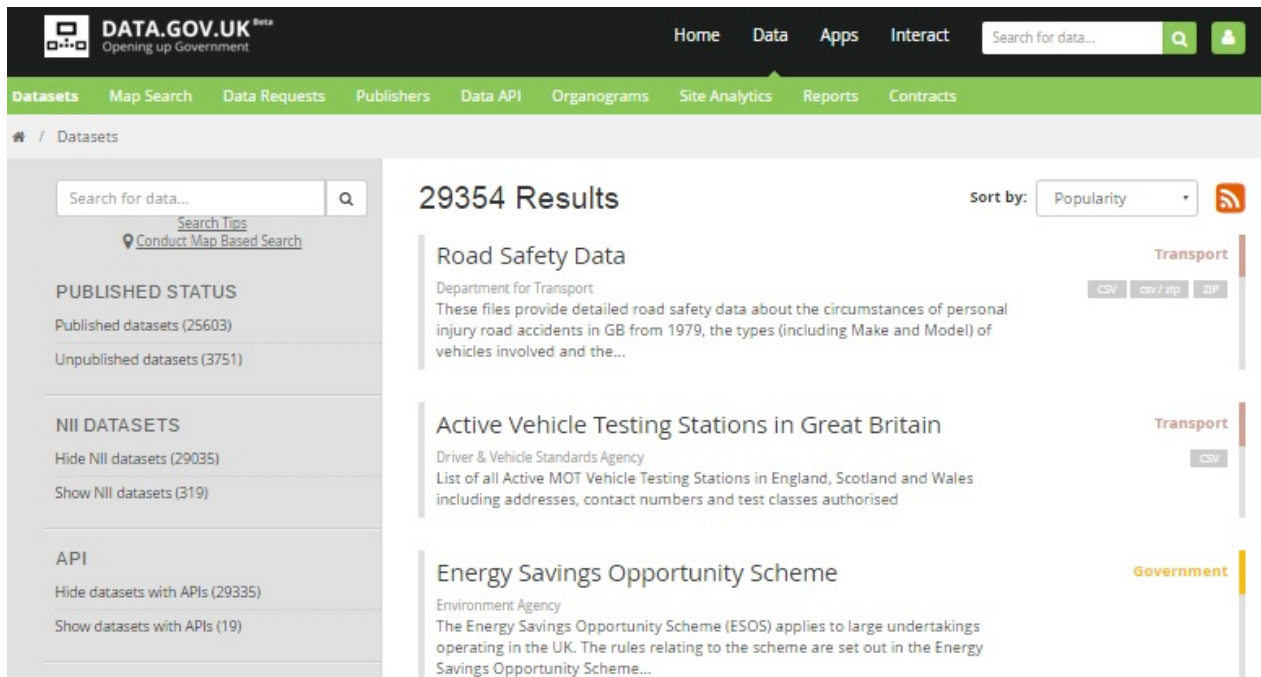 DATA.GOV.UK Beta
Opening up Government
Home Data Apps Interact Search for data...
Datasets Map Search Data Requests Publishers Data API Organograms Site Analytics Reports Contracts
/ Datasets
Search for data...
Search Tips
Conduct Map Based Search
PUBLISHED STATUS
Published datasets (25603)
Unpublished datasets (3751)
NII DATASETS
Hide NII datasets (29035)
Show NII datasets (319)
API
Hide datasets with APIs (29335)
Show datasets with APIs (19)
29354 Results
Sort by: Popularity
Road Safety Data
Transport
Department for Transport
CSV csv / zip ZIP
These files provide detailed road safety data about the circumstances of personal
injury road accidents in GB from 1979, the types (including Make and Model) of
vehicles involved and the...
Active Vehicle Testing Stations in Great Britain
Transport
Driver & Vehicle Standards Agency
CSV
List of all Active MOT Vehicle Testing Stations in England, Scotland and Wales
including addresses, contact numbers and test classes authorised
Energy Savings Opportunity Scheme
Government
Environment Agency
The Energy Savings Opportunity Scheme (ESOS) applies to large undertakings
operating in the UK. The rules relating to the scheme are set out in the Energy
Savings Opportunity Scheme...